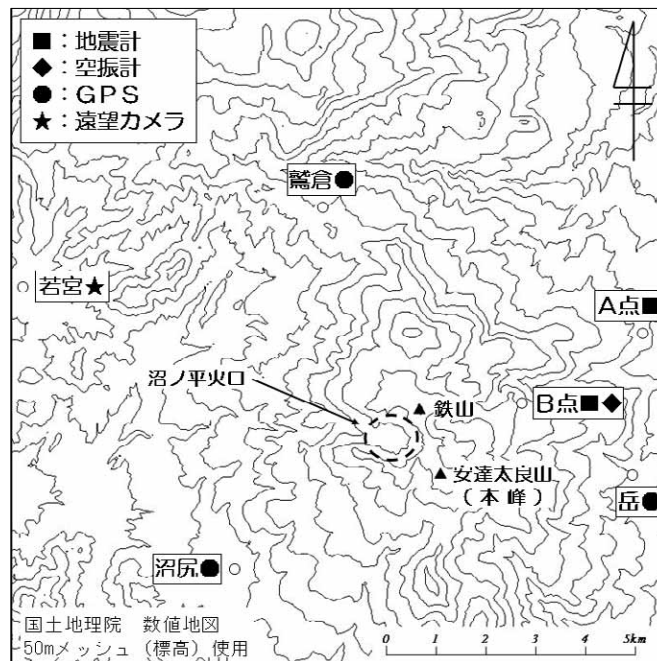 ■：地震計
◆：空振計
●：ＧＰＳ
★：遠望カメラ
鷲倉●
若宮★
A点■
沼ノ平火口
▲鉄山
B点■◆
▲安達太良山
（本峰）
岳●
沼尻●
国土地理院　数値地図
50mメッシュ（標高）使用
0 1 2 3 4 5km